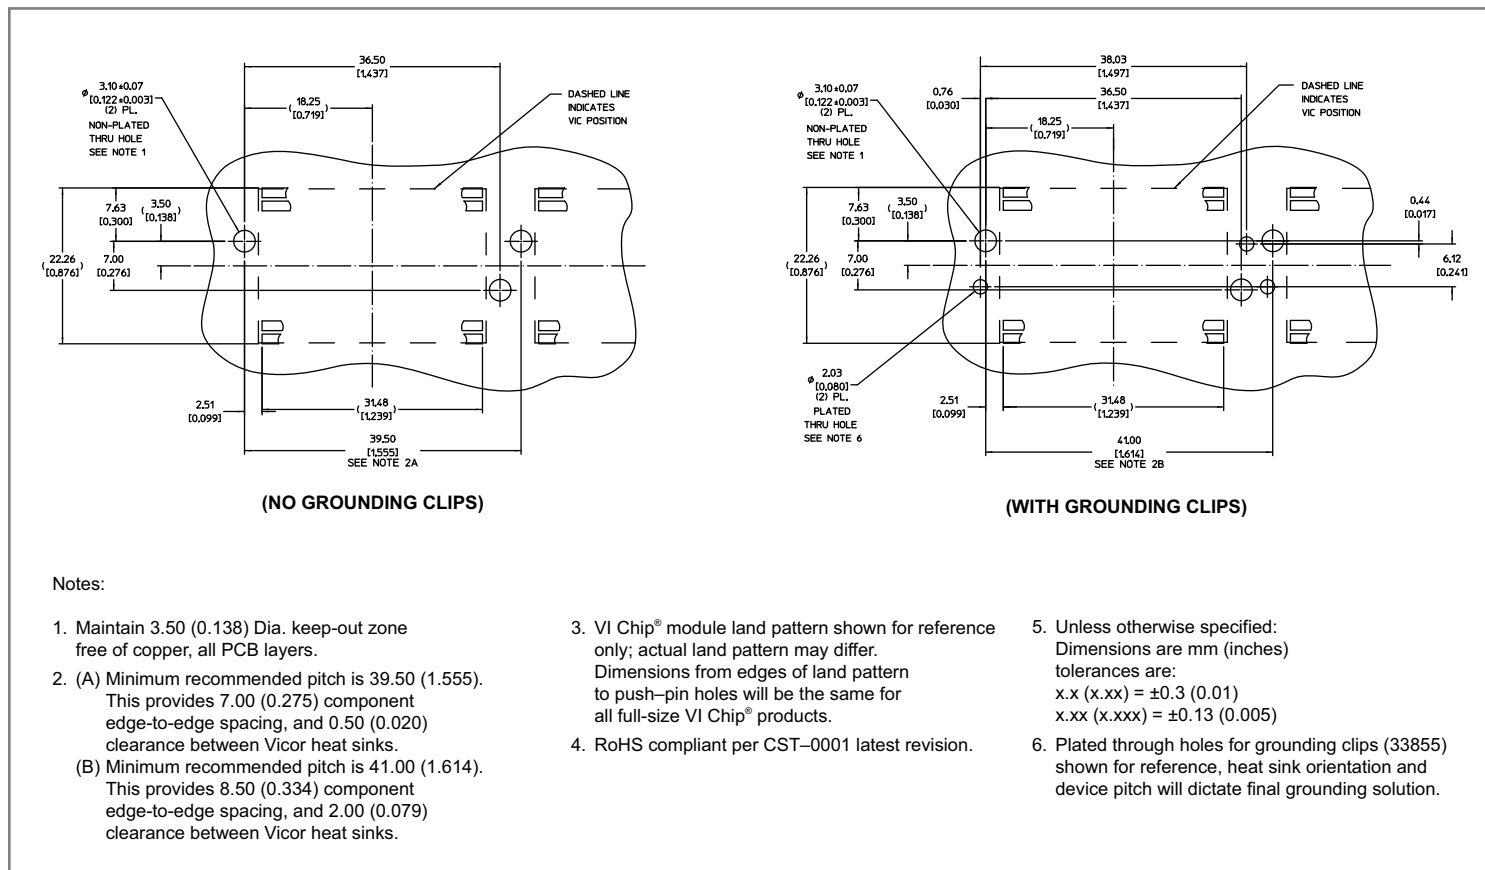 36.50
[1.437]
ø 3.10±0.07
[0.122±0.003]
(2) PL.
NON-PLATED
THRU HOLE
SEE NOTE 1
(18.25)
[0.719]
DASHED LINE
INDICATES
VIC POSITION
7.63
[0.300]
(3.50)
[0.138]
(22.26)
[0.876]
7.00
[0.276]
2.51
[0.099]
(31.48)
[1.239]
39.50
[1.555]
SEE NOTE 2A
(NO GROUNDING CLIPS)
38.03
[1.497]
ø 3.10±0.07
[0.122±0.003]
(2) PL.
NON-PLATED
THRU HOLE
SEE NOTE 1
0.76
[0.030]
36.50
[1.437]
(18.25)
[0.719]
DASHED LINE
INDICATES
VIC POSITION
7.63
[0.300]
(3.50)
[0.138]
0.44
[0.017]
(22.26)
[0.876]
7.00
[0.276]
6.12
[0.241]
ø 2.03
[0.080]
(2) PL.
PLATED
THRU HOLE
SEE NOTE 6
2.51
[0.099]
(31.48)
[1.239]
41.00
[1.614]
SEE NOTE 2B
(WITH GROUNDING CLIPS)
Notes:
1. Maintain 3.50 (0.138) Dia. keep-out zone
free of copper, all PCB layers.
2. (A) Minimum recommended pitch is 39.50 (1.555).
This provides 7.00 (0.275) component
edge-to-edge spacing, and 0.50 (0.020)
clearance between Vicor heat sinks.
(B) Minimum recommended pitch is 41.00 (1.614).
This provides 8.50 (0.334) component
edge-to-edge spacing, and 2.00 (0.079)
clearance between Vicor heat sinks.
3. VI Chip® module land pattern shown for reference
only; actual land pattern may differ.
Dimensions from edges of land pattern
to push–pin holes will be the same for
all full-size VI Chip® products.
4. RoHS compliant per CST–0001 latest revision.
5. Unless otherwise specified:
Dimensions are mm (inches)
tolerances are:
x.x (x.xx) = ±0.3 (0.01)
x.xx (x.xxx) = ±0.13 (0.005)
6. Plated through holes for grounding clips (33855)
shown for reference, heat sink orientation and
device pitch will dictate final grounding solution.